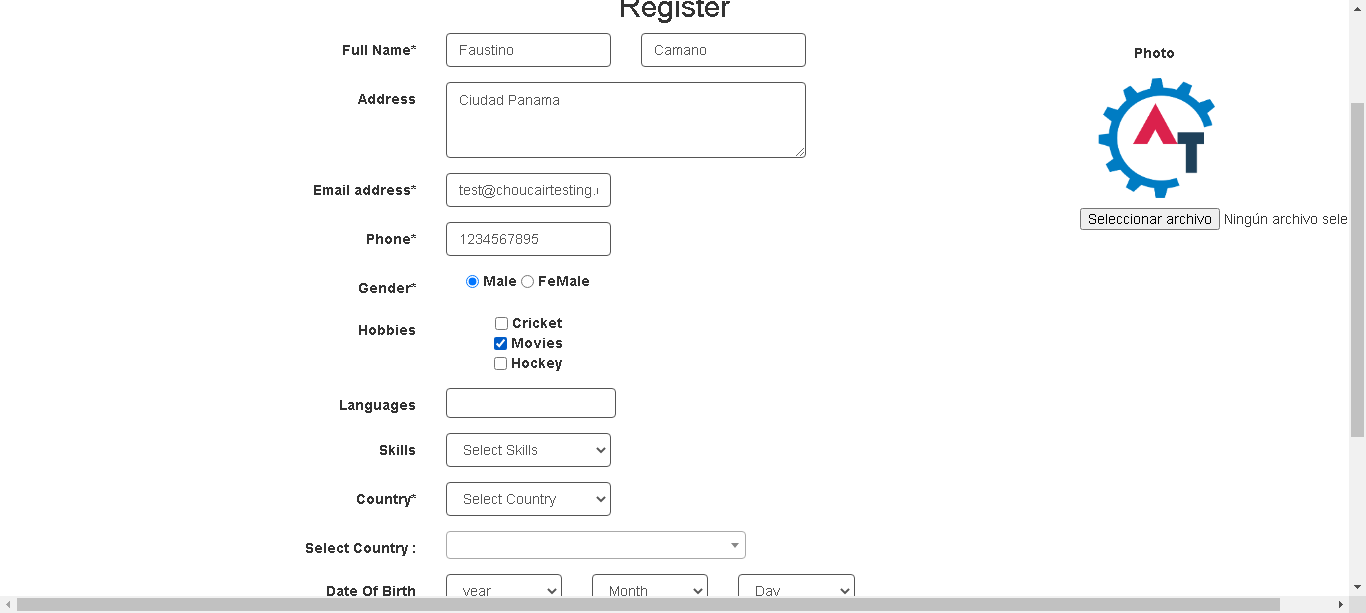 Register
Full Name* Faustino Camano
Photo
Address Ciudad Panama
AT
Email address* test@choucairtesting.
Seleccionar archivo Ningún archivo sele
Phone* 1234567895
Gender* Male FeMale
Hobbies Cricket
Movies
Hockey
Languages
Skills Select Skills
Country* Select Country
Select Country :
Date Of Birth year Month Day